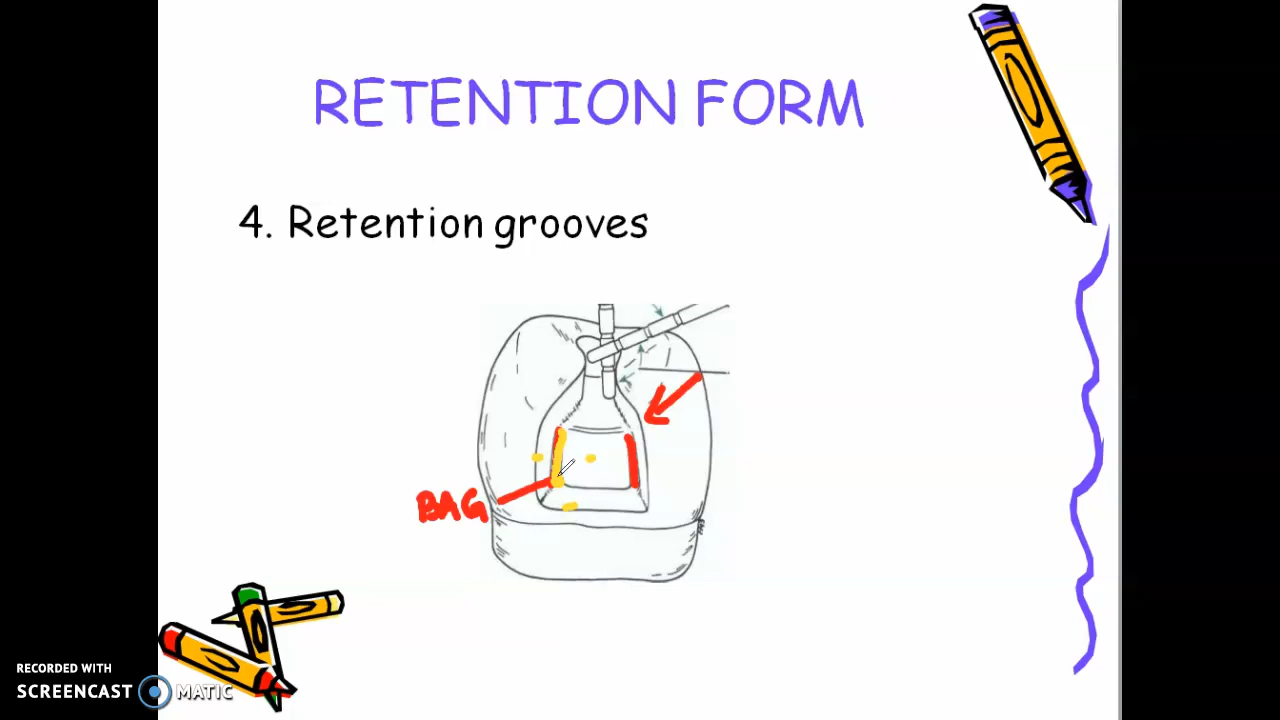 RETENTION FORM
4. Retention grooves
BAG
RECORDED WITH
SCREENCAST MATIC